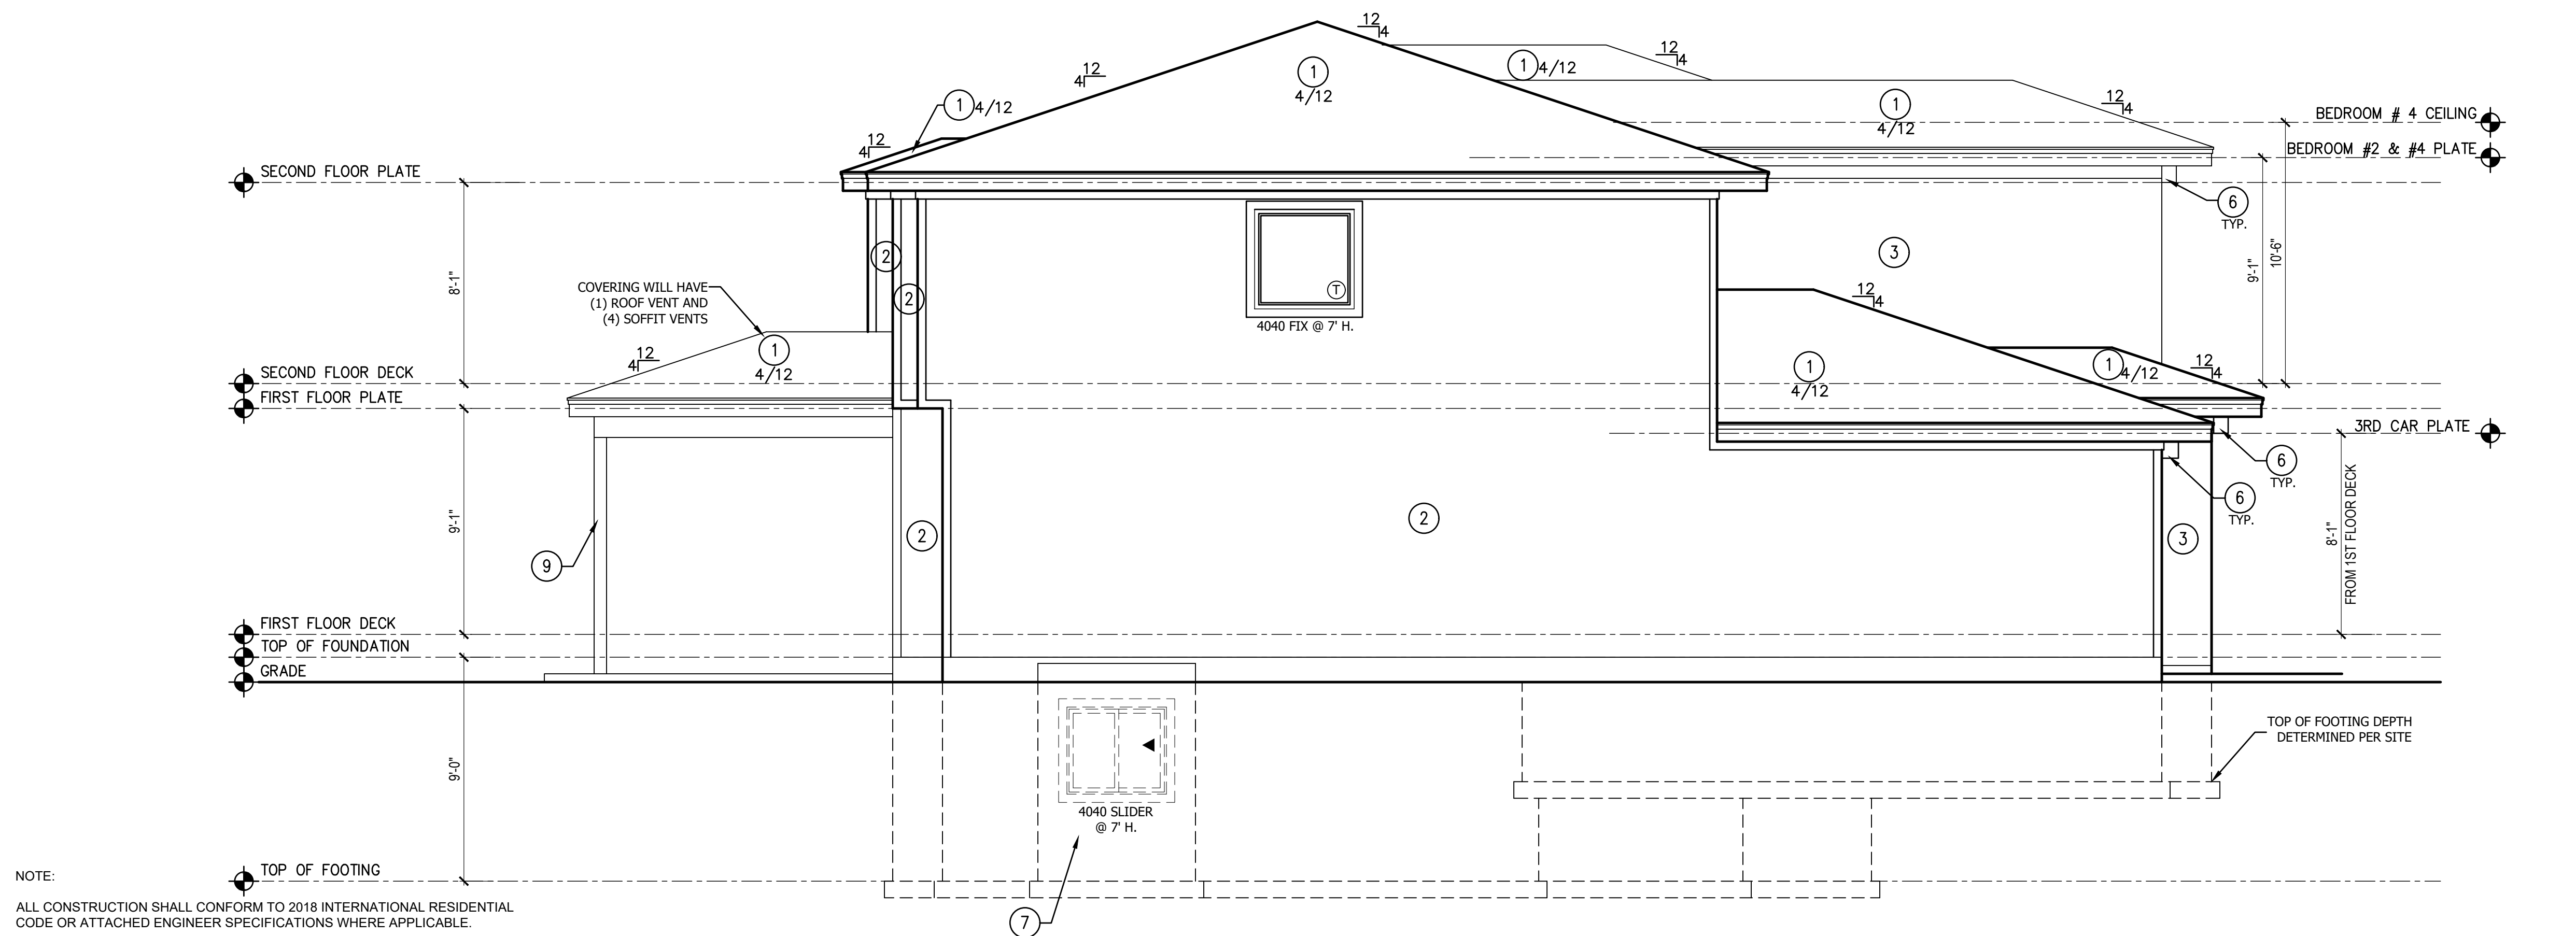 12
4
12
4
12
4
1
4/12
1
4/12
1 4/12
1 4/12
1
4/12
12
4
12
4
BEDROOM # 4 CEILING
BEDROOM #2 & #4 PLATE
SECOND FLOOR PLATE
6
TYP.
8'-1"
9'-1"
10'-6"
2
2
3
COVERING WILL HAVE
(1) ROOF VENT AND
(4) SOFFIT VENTS
T
4040 FIX @ 7' H.
12
4
12
4
1
4/12
1
4/12
1
4/12
12
4
SECOND FLOOR DECK
FIRST FLOOR PLATE
3RD CAR PLATE
6
TYP.
6
TYP.
9'-1"
9
2
2
3
8'-1"
FROM 1ST FLOOR DECK
FIRST FLOOR DECK
TOP OF FOUNDATION
GRADE
9'-0"
4040 SLIDER
@ 7' H.
TOP OF FOOTING DEPTH
DETERMINED PER SITE
TOP OF FOOTING
7
NOTE:
ALL CONSTRUCTION SHALL CONFORM TO 2018 INTERNATIONAL RESIDENTIAL
CODE OR ATTACHED ENGINEER SPECIFICATIONS WHERE APPLICABLE.